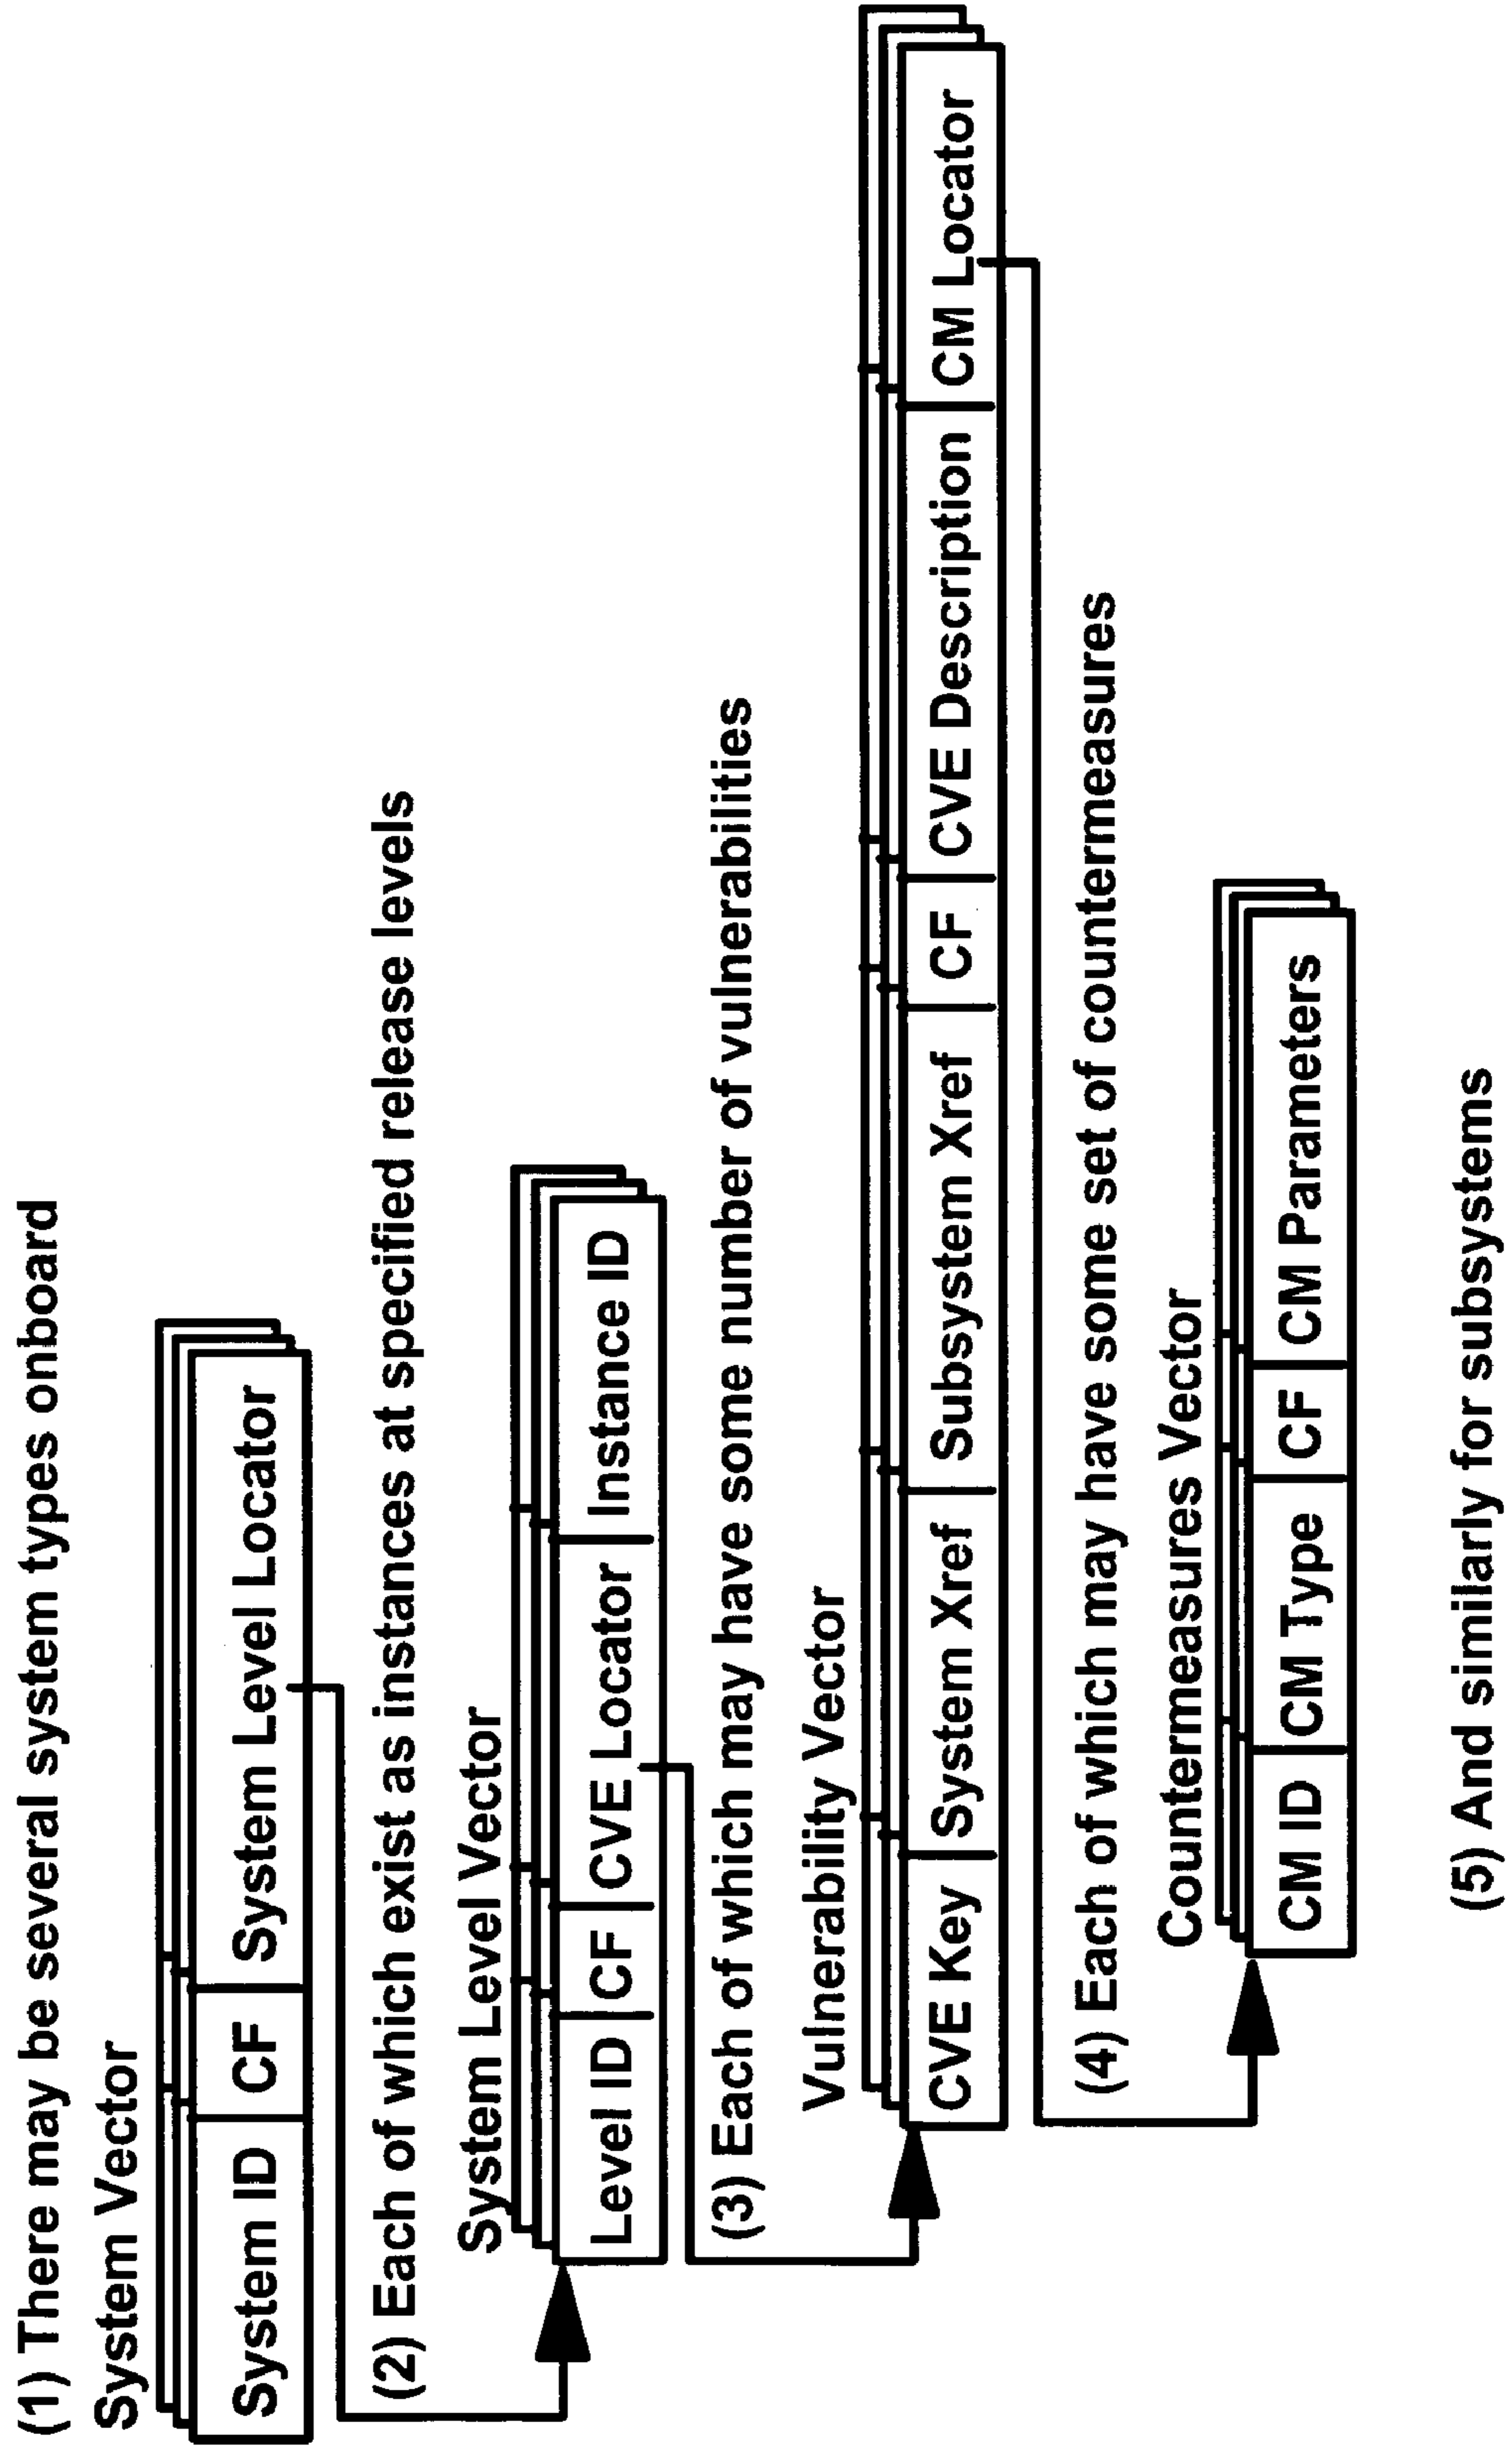 (1) There may be several system types onboard
System Vector
System ID CF System Level Locator
(2) Each of which exist as instances at specified release levels
System Level Vector
Level ID CF CVE Locator Instance ID
(3) Each of which may have some number of vulnerabilities
Vulnerability Vector
CVE Key System Xref Subsystem Xref CF CVE Description CM Locator
(4) Each of which may have some set of countermeasures
Countermeasures Vector
CM ID CM Type CF CM Parameters
(5) And similarly for subsystems